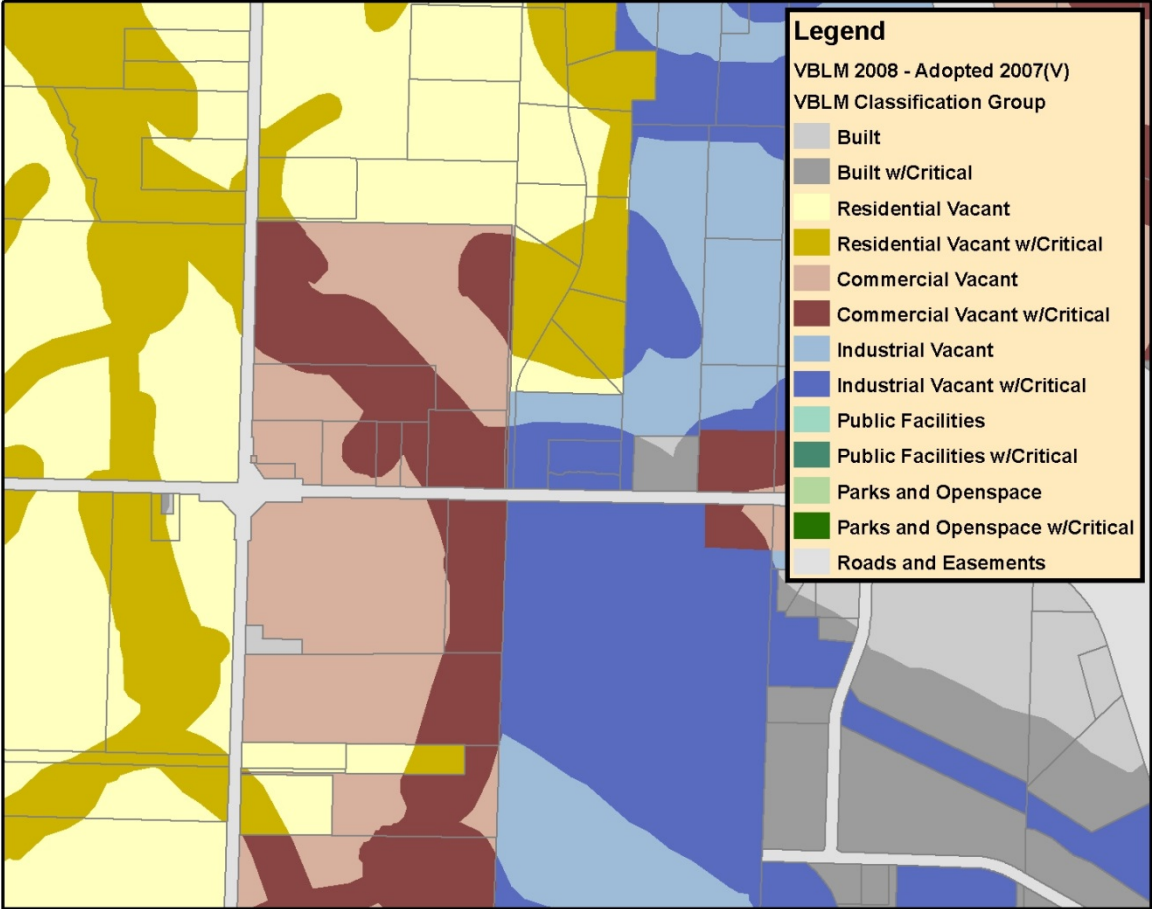 Legend
VBLM 2008 - Adopted 2007(V)
VBLM Classification Group
Built
Built w/Critical
Residential Vacant
Residential Vacant w/Critical
Commercial Vacant
Commercial Vacant w/Critical
Industrial Vacant
Industrial Vacant w/Critical
Public Facilities
Public Facilities w/Critical
Parks and Openspace
Parks and Openspace w/Critical
Roads and Easements